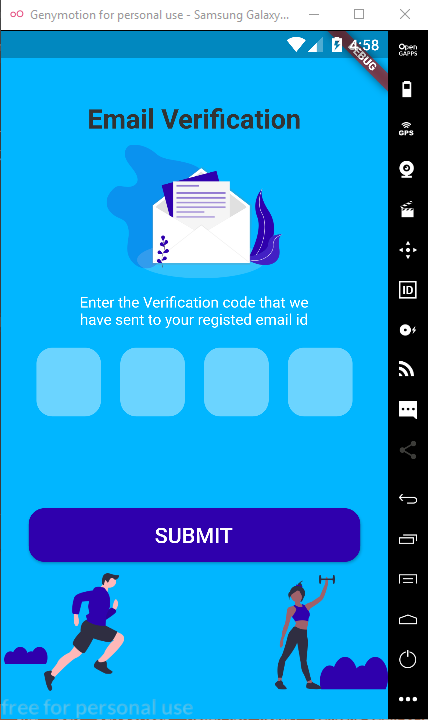 Genymotion for personal use - Samsung Galaxy...
4:58
DEBUG
Open
GAPPS
GPS
ID
Email Verification
Enter the Verification code that we
have sent to your registed email id
SUBMIT
free for personal use